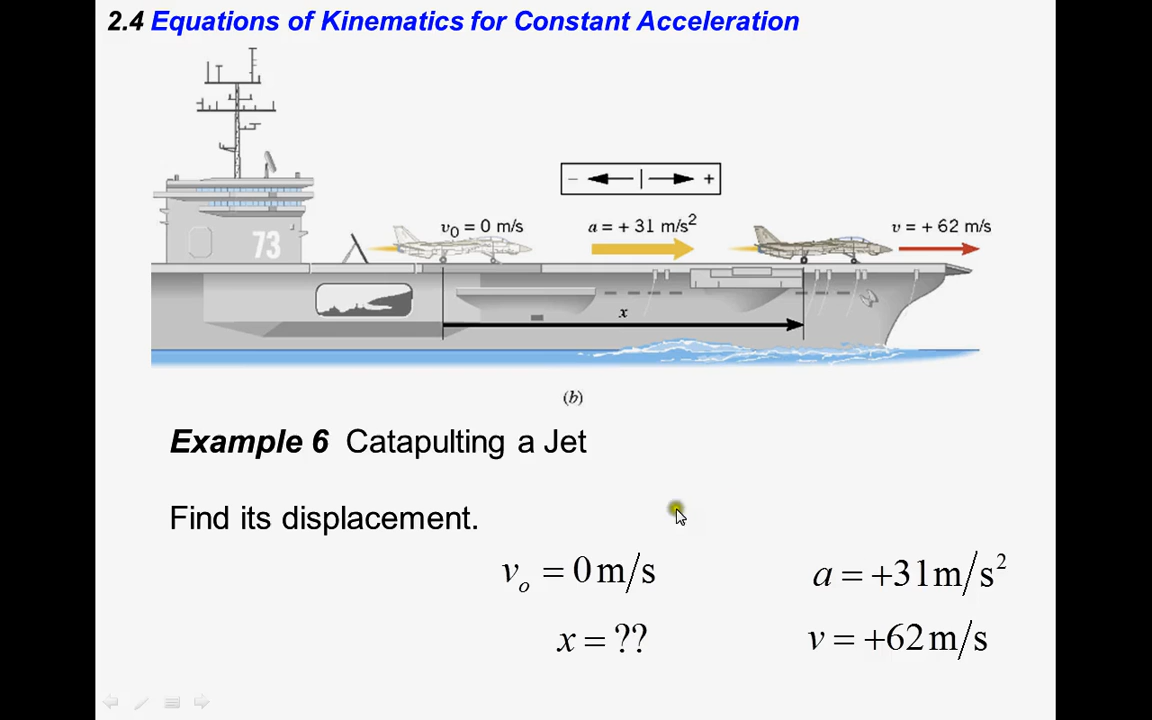 2.4 Equations of Kinematics for Constant Acceleration
− | +
73
v0 = 0 m/s
a = + 31 m/s²
v = + 62 m/s
x
(b)
Example 6 Catapulting a Jet
Find its displacement.
vo = 0 m/s a = +31 m/s²
x = ?? v = +62 m/s